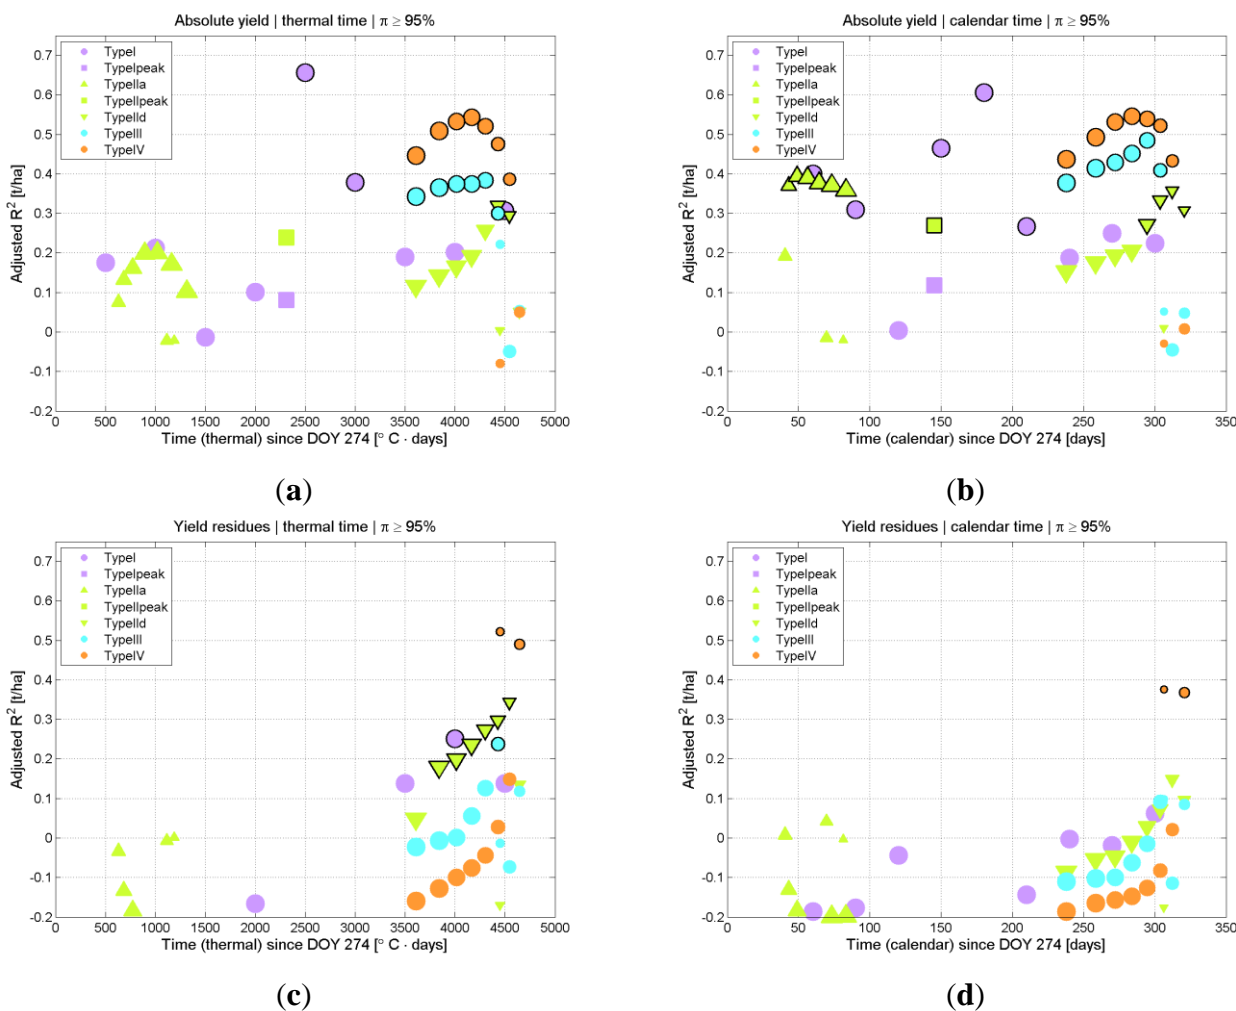 Absolute yield | thermal time | π ≥ 95%
0.7
0.6
0.5
0.4
0.3
0.2
0.1
0
-0.1
-0.2
Adjusted R² [t/ha]
TypeI
TypeIpeak
TypeIIa
TypeIIpeak
TypeIId
TypeIII
TypeIV
0 500 1000 1500 2000 2500 3000 3500 4000 4500 5000
Time (thermal) since DOY 274 [° C · days]
(a)
Absolute yield | calendar time | π ≥ 95%
0.7
0.6
0.5
0.4
0.3
0.2
0.1
0
-0.1
-0.2
Adjusted R² [t/ha]
TypeI
TypeIpeak
TypeIIa
TypeIIpeak
TypeIId
TypeIII
TypeIV
0 50 100 150 200 250 300 350
Time (calendar) since DOY 274 [days]
(b)
Yield residues | thermal time | π ≥ 95%
0.7
0.6
0.5
0.4
0.3
0.2
0.1
0
-0.1
-0.2
Adjusted R² [t/ha]
TypeI
TypeIpeak
TypeIIa
TypeIIpeak
TypeIId
TypeIII
TypeIV
0 500 1000 1500 2000 2500 3000 3500 4000 4500 5000
Time (thermal) since DOY 274 [° C · days]
(c)
Yield residues | calendar time | π ≥ 95%
0.7
0.6
0.5
0.4
0.3
0.2
0.1
0
-0.1
-0.2
Adjusted R² [t/ha]
TypeI
TypeIpeak
TypeIIa
TypeIIpeak
TypeIId
TypeIII
TypeIV
0 50 100 150 200 250 300 350
Time (calendar) since DOY 274 [days]
(d)